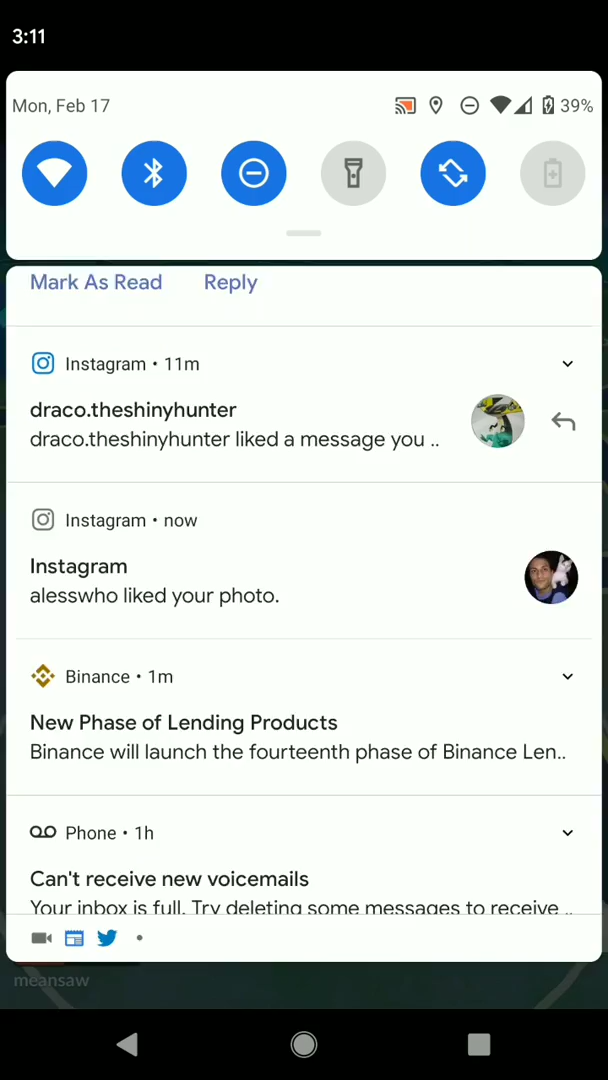 3:11
Mon, Feb 17
39%
Mark As Read Reply
Instagram • 11m
draco.theshinyhunter
draco.theshinyhunter liked a message you ..
Instagram • now
Instagram
alesswho liked your photo.
Binance • 1m
New Phase of Lending Products
Binance will launch the fourteenth phase of Binance Len..
Phone • 1h
Can't receive new voicemails
Your inbox is full. Try deleting some messages to receive ..
meansaw